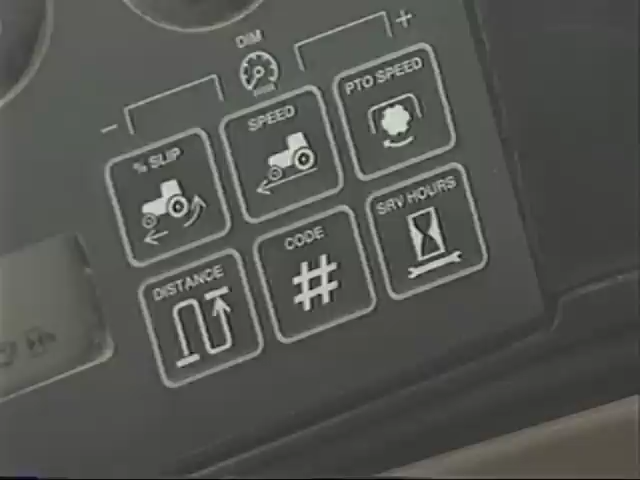 DIM
- +
% SLIP
SPEED
PTO SPEED
DISTANCE
CODE
#
SRV HOURS